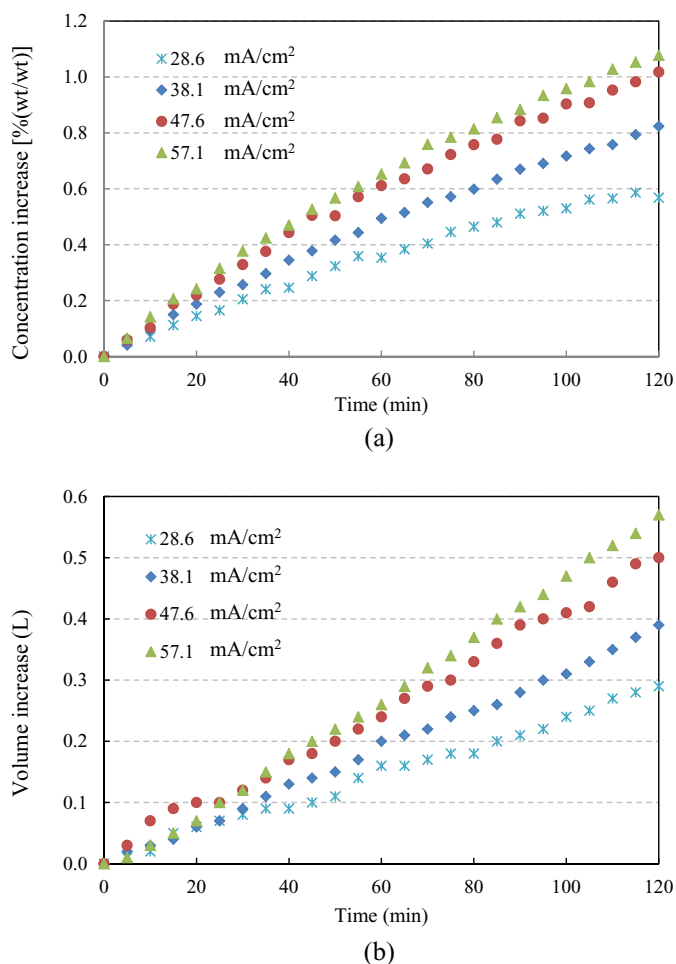 (a)
Concentration increase [%(wt/wt)]
1.2
1.0
0.8
0.6
0.4
0.2
0.0
28.6 mA/cm²
38.1 mA/cm²
47.6 mA/cm²
57.1 mA/cm²
0 20 40 60 80 100 120
Time (min)
(a)
Volume increase (L)
0.6
0.5
0.4
0.3
0.2
0.1
0.0
28.6 mA/cm²
38.1 mA/cm²
47.6 mA/cm²
57.1 mA/cm²
0 20 40 60 80 100 120
Time (min)
(b)